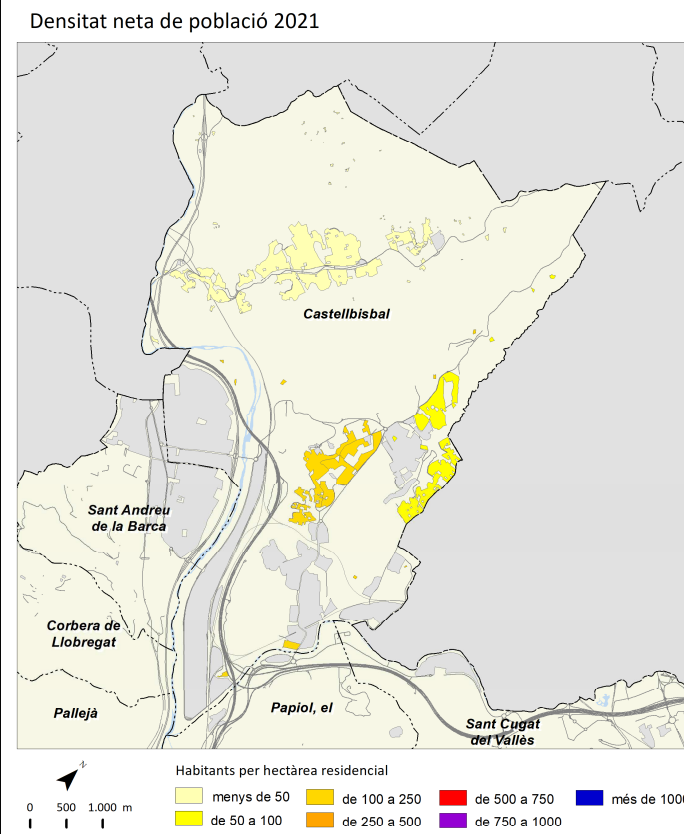 Densitat neta de població 2021
Castellbisbal
Sant Andreu
de la Barca
Corbera de
Llobregat
Pallejà
Papiol, el
Sant Cugat
del Vallès
N
0 500 1.000 m
Habitants per hectàrea residencial
menys de 50
de 50 a 100
de 100 a 250
de 250 a 500
de 500 a 750
de 750 a 1000
més de 1000